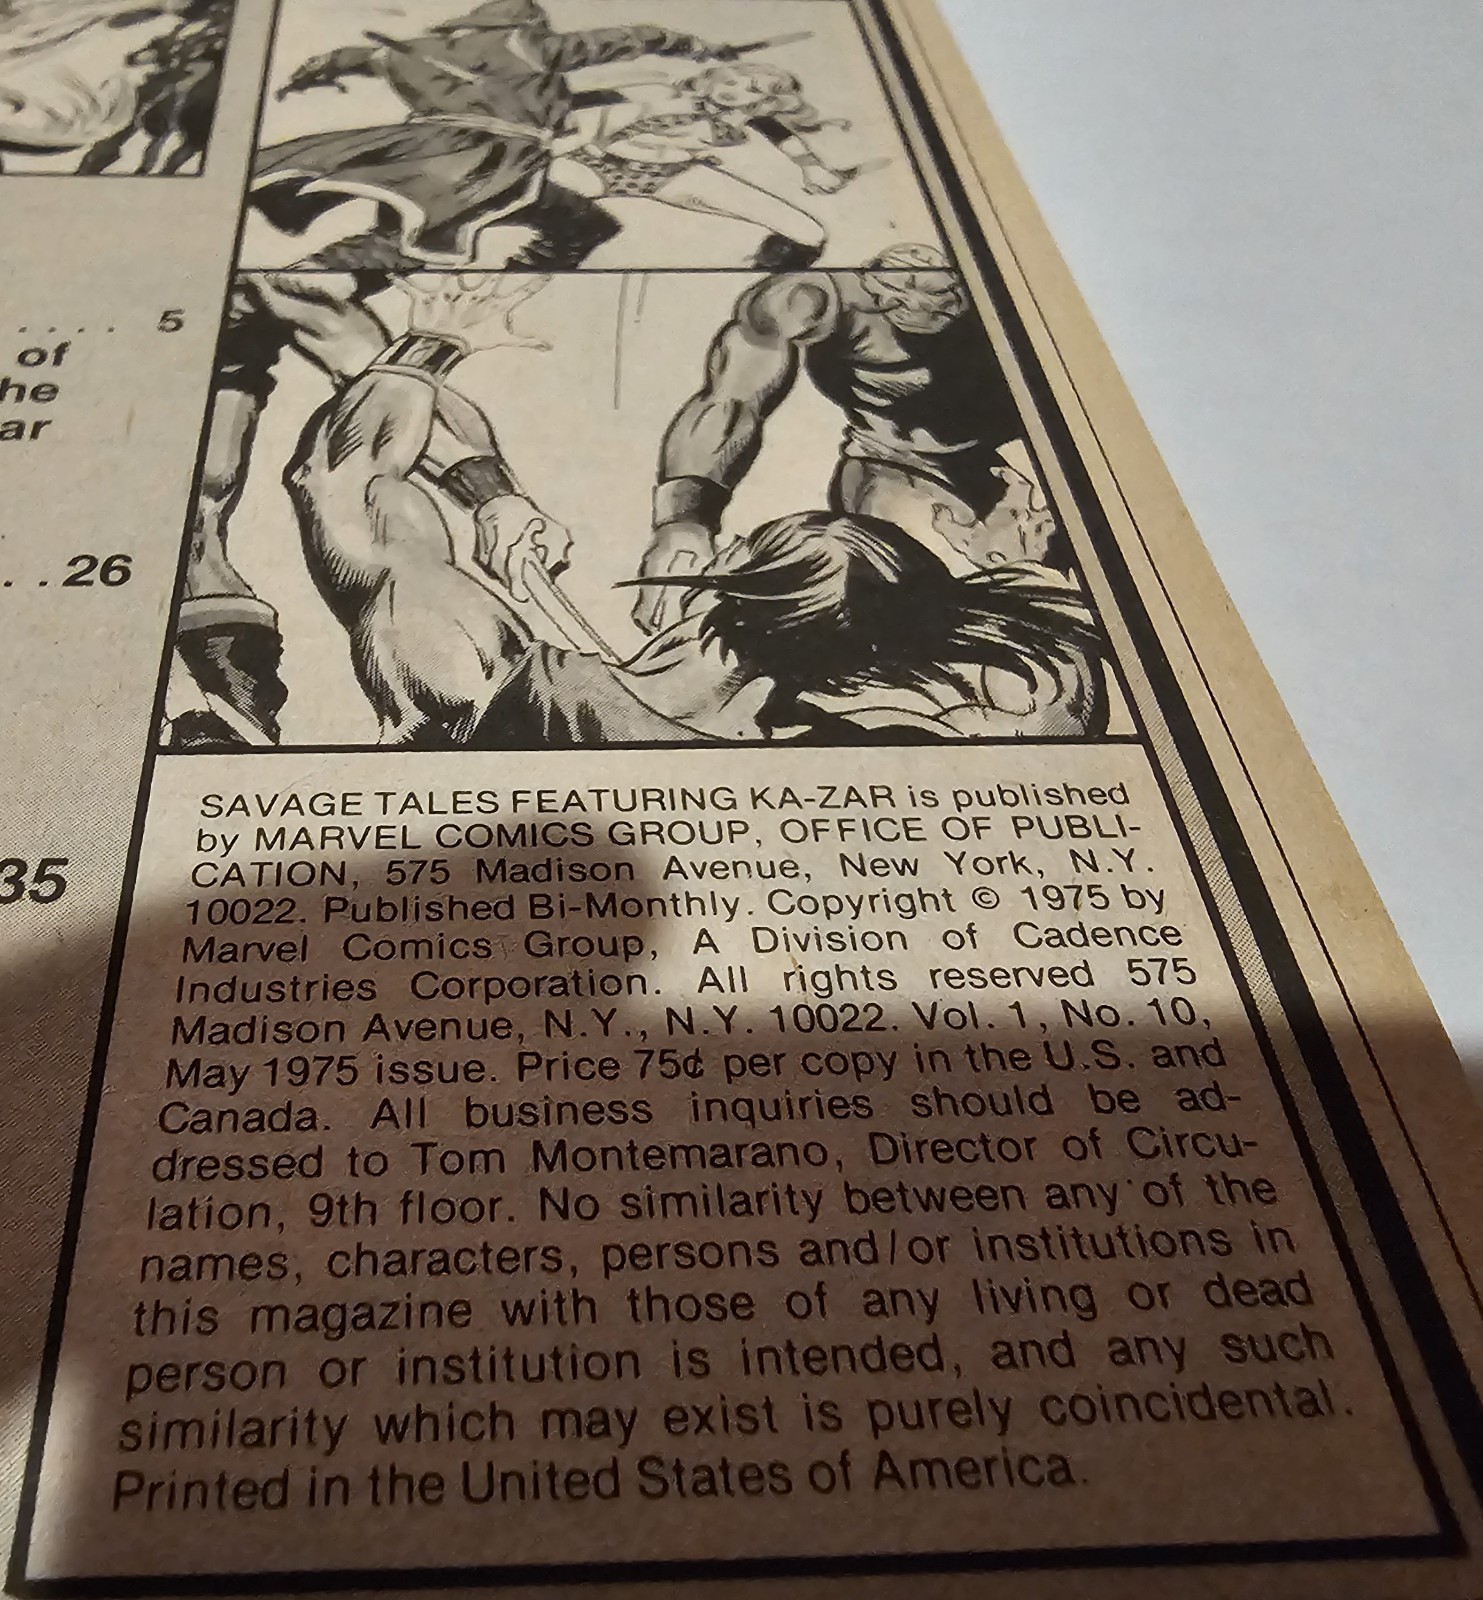 .... 5
of
he
ar
..26
35
SAVAGE TALES FEATURING KA-ZAR is published
by MARVEL COMICS GROUP, OFFICE OF PUBLI-
CATION, 575 Madison Avenue, New York, N.Y.
10022. Published Bi-Monthly. Copyright © 1975 by
Marvel Comics Group, A Division of Cadence
Industries Corporation. All rights reserved 575
Madison Avenue, N.Y., N.Y. 10022. Vol. 1, No. 10,
May 1975 issue. Price 75¢ per copy in the U.S. and
Canada. All business inquiries should be ad-
dressed to Tom Montemarano, Director of Circu-
lation, 9th floor. No similarity between any of the
names, characters, persons and/or institutions in
this magazine with those of any living or dead
person or institution is intended, and any such
similarity which may exist is purely coincidental.
Printed in the United States of America.